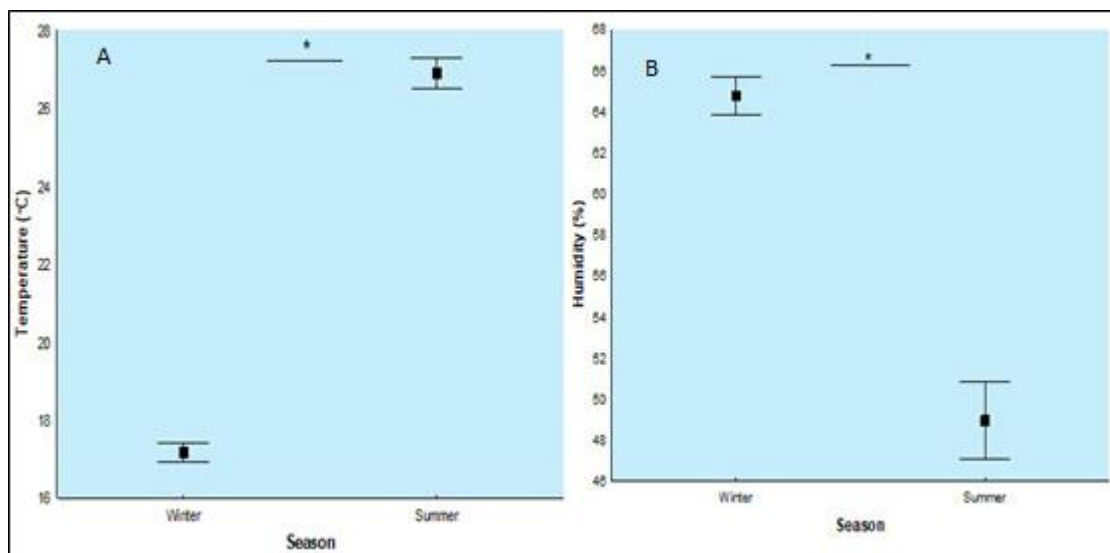 A
*
Temperature (°C)
28
26
24
22
20
18
16
Winter
Summer
Season
B
*
Humidity (%)
68
66
64
62
60
58
56
54
52
50
48
46
Winter
Summer
Season